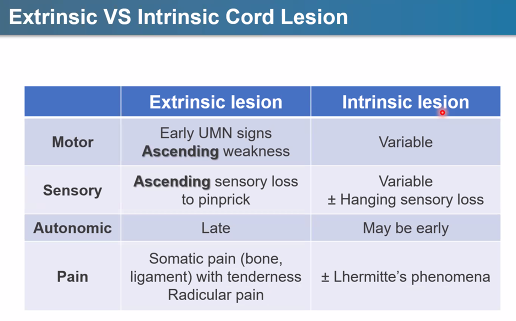 Extrinsic VS Intrinsic Cord Lesion
Extrinsic lesion
Intrinsic lesion
Motor
Early UMN signs
Ascending weakness
Variable
Sensory
Ascending sensory loss
to pinprick
Variable
± Hanging sensory loss
Autonomic
Late
May be early
Pain
Somatic pain (bone,
ligament) with tenderness
Radicular pain
± Lhermitte's phenomena